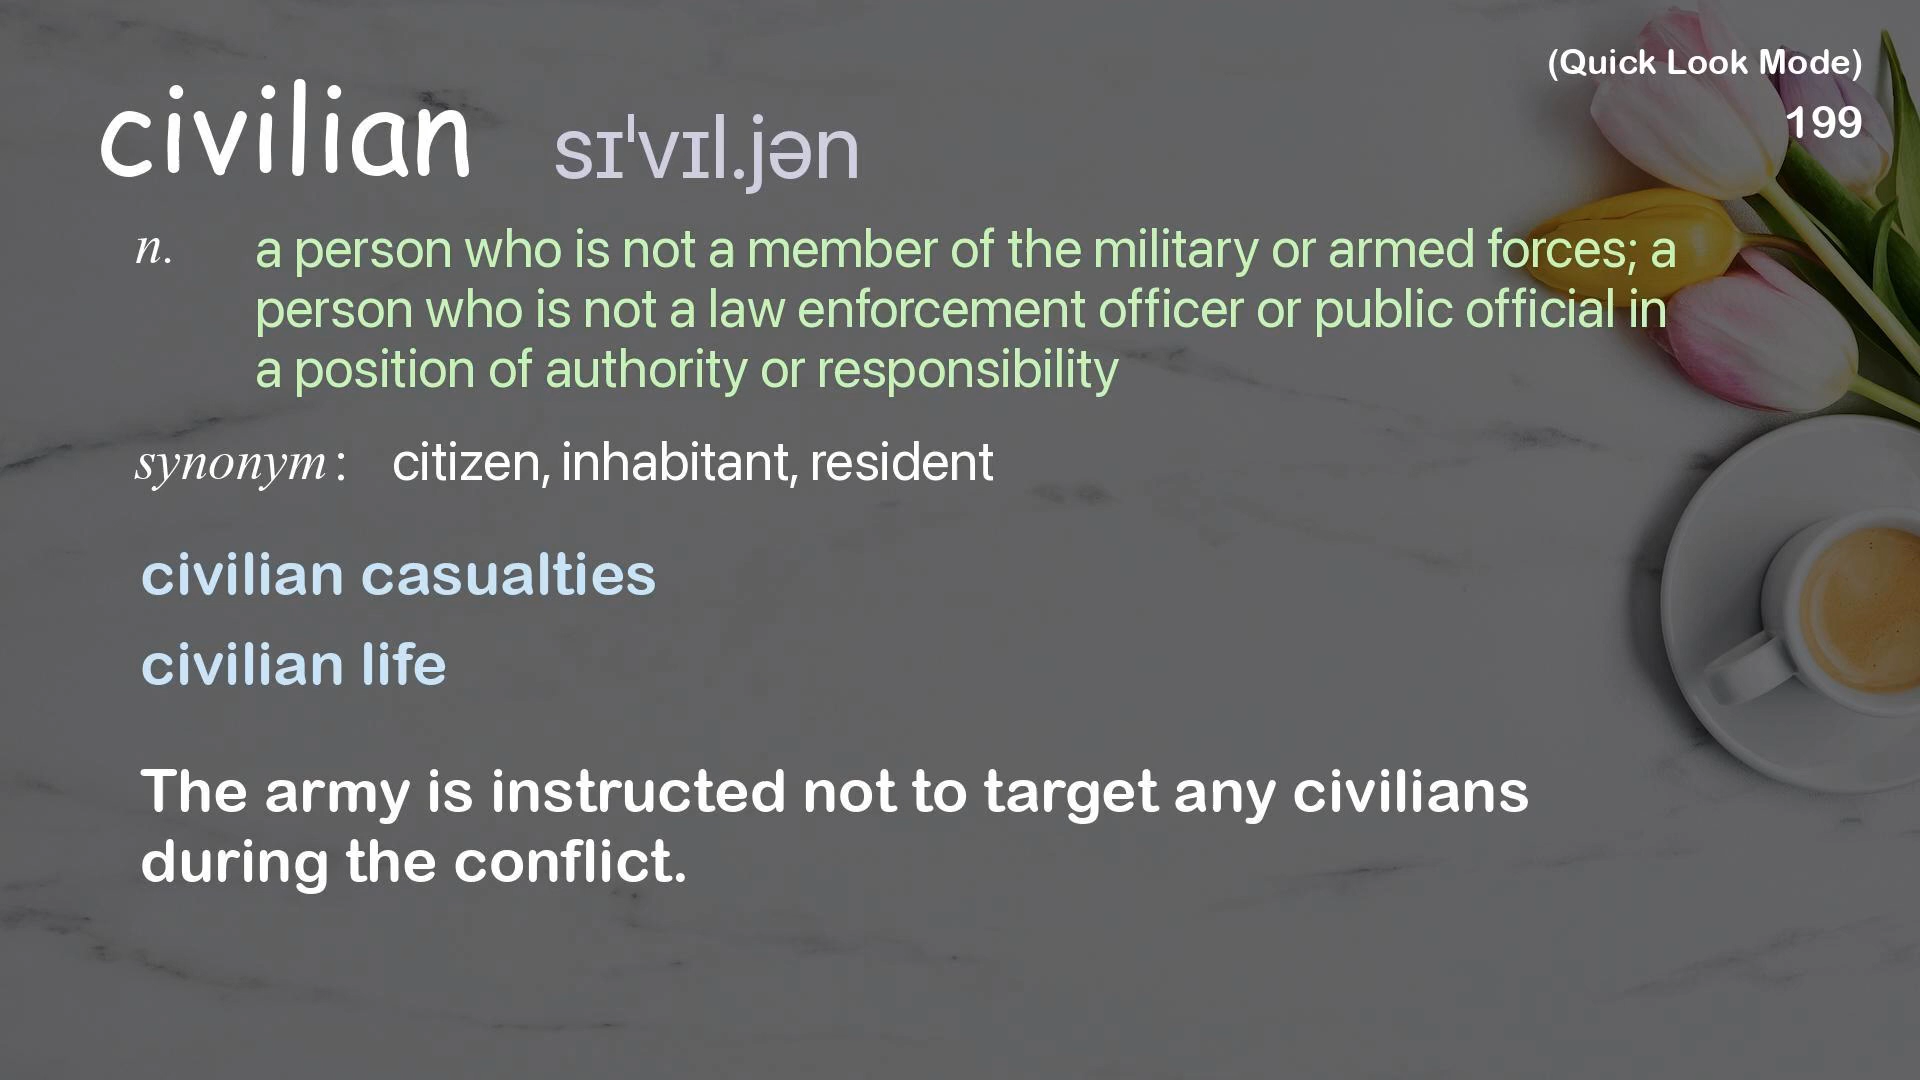 (Quick Look Mode)
199
civilian sɪˈvɪl.jən
n. a person who is not a member of the military or armed forces; a
person who is not a law enforcement officer or public official in
a position of authority or responsibility
synonym: citizen, inhabitant, resident
civilian casualties
civilian life
The army is instructed not to target any civilians
during the conflict.